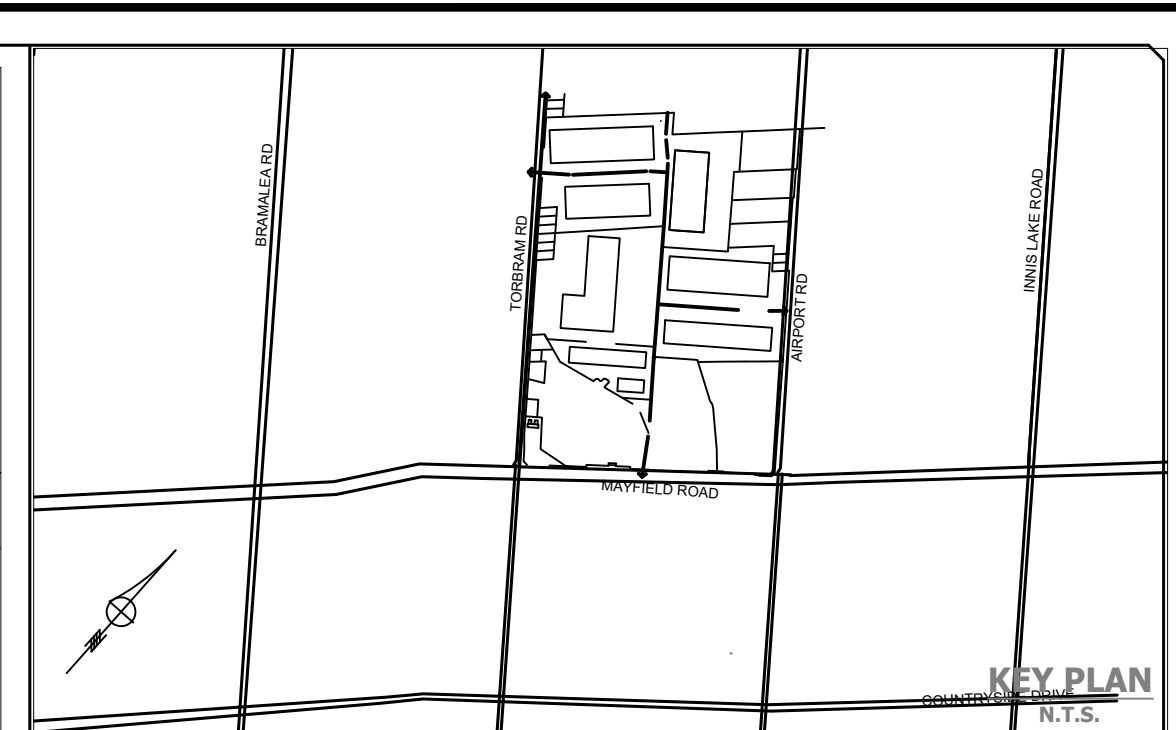 BRAMALEA RD
TORBRAM RD
AIRPORT RD
INNIS LAKE ROAD
MAYFIELD ROAD
COUNTRYSIDE DRIVE
KEY PLAN
N.T.S.